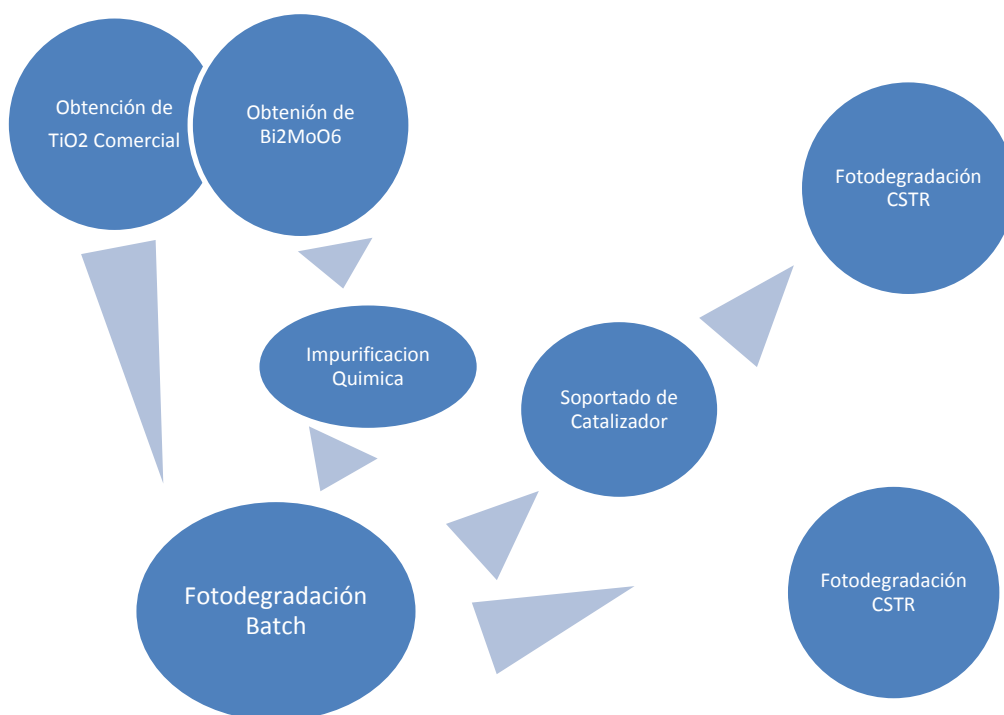 Obtención de
TiO2 Comercial
Obtenión de
Bi2MoO6
Fotodegradación
CSTR
Impurificacion
Quimica
Soportado de
Catalizador
Fotodegradación
Batch
Fotodegradación
CSTR